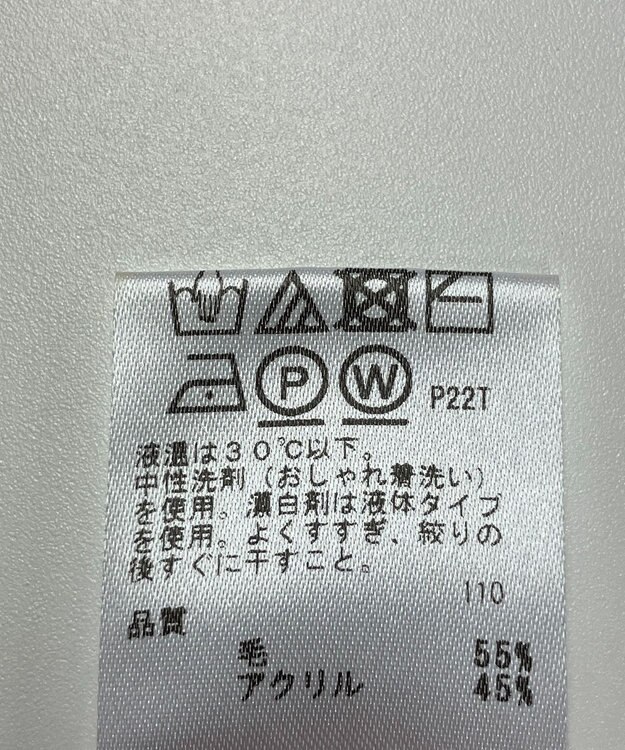 P W P22T
液温は30℃以下。
中性洗剤（おしゃれ着洗い）
を使用。漂白剤は液体タイプ
を使用。よくすすぎ、絞りの
後すぐに干すこと。
110
品質
毛 55%
アクリル 45%